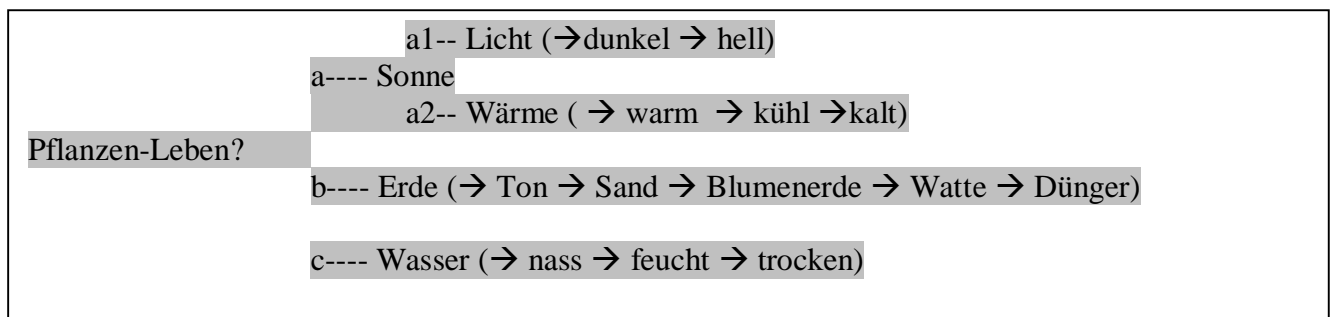 a1-- Licht (→dunkel → hell)
a---- Sonne
a2-- Wärme ( → warm → kühl →kalt)
Pflanzen-Leben?
b---- Erde (→ Ton → Sand → Blumenerde → Watte → Dünger)
c---- Wasser (→ nass → feucht → trocken)